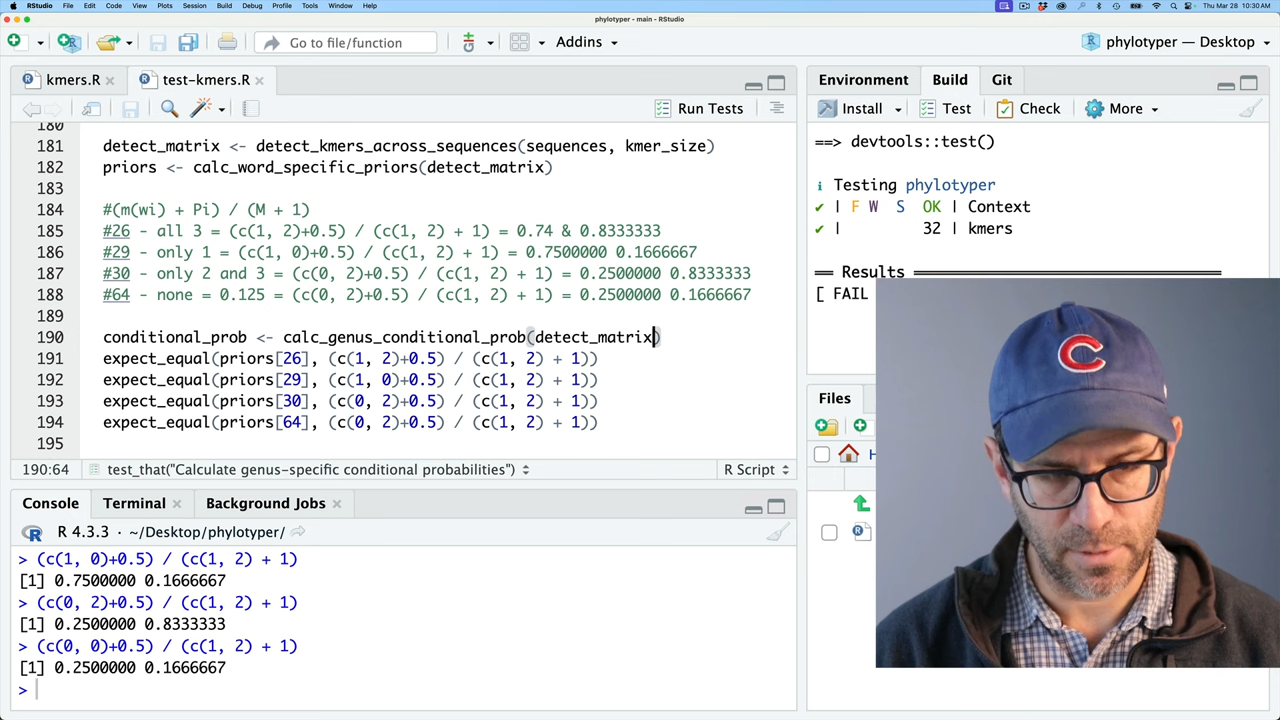 RStudio File Edit Code View Plots Session Build Debug Profile Tools Window Help Thu Mar 28 10:30 AM
phylotyper - main - RStudio
Go to file/function Addins phylotyper — Desktop
kmers.R test-kmers.R
Run Tests
180
181 detect_matrix <- detect_kmers_across_sequences(sequences, kmer_size)
182 priors <- calc_word_specific_priors(detect_matrix)
183
184 #(m(wi) + Pi) / (M + 1)
185 #26 - all 3 = (c(1, 2)+0.5) / (c(1, 2) + 1) = 0.74 & 0.8333333
186 #29 - only 1 = (c(1, 0)+0.5) / (c(1, 2) + 1) = 0.7500000 0.1666667
187 #30 - only 2 and 3 = (c(0, 2)+0.5) / (c(1, 2) + 1) = 0.2500000 0.8333333
188 #64 - none = 0.125 = (c(0, 2)+0.5) / (c(1, 2) + 1) = 0.2500000 0.1666667
189
190 conditional_prob <- calc_genus_conditional_prob(detect_matrix)
191 expect_equal(priors[26], (c(1, 2)+0.5) / (c(1, 2) + 1))
192 expect_equal(priors[29], (c(1, 0)+0.5) / (c(1, 2) + 1))
193 expect_equal(priors[30], (c(0, 2)+0.5) / (c(1, 2) + 1))
194 expect_equal(priors[64], (c(0, 2)+0.5) / (c(1, 2) + 1))
195
190:64 test_that("Calculate genus-specific conditional probabilities") R Script
Console Terminal Background Jobs
R 4.3.3 · ~/Desktop/phylotyper/
> (c(1, 0)+0.5) / (c(1, 2) + 1)
[1] 0.7500000 0.1666667
> (c(0, 2)+0.5) / (c(1, 2) + 1)
[1] 0.2500000 0.8333333
> (c(0, 0)+0.5) / (c(1, 2) + 1)
[1] 0.2500000 0.1666667
>
Environment Build Git
Install Test Check More
==> devtools::test()
ℹ Testing phylotyper
✔ | F W S OK | Context
✔ | 32 | kmers
══ Results ════════════════
[ FAIL
Files
H
C